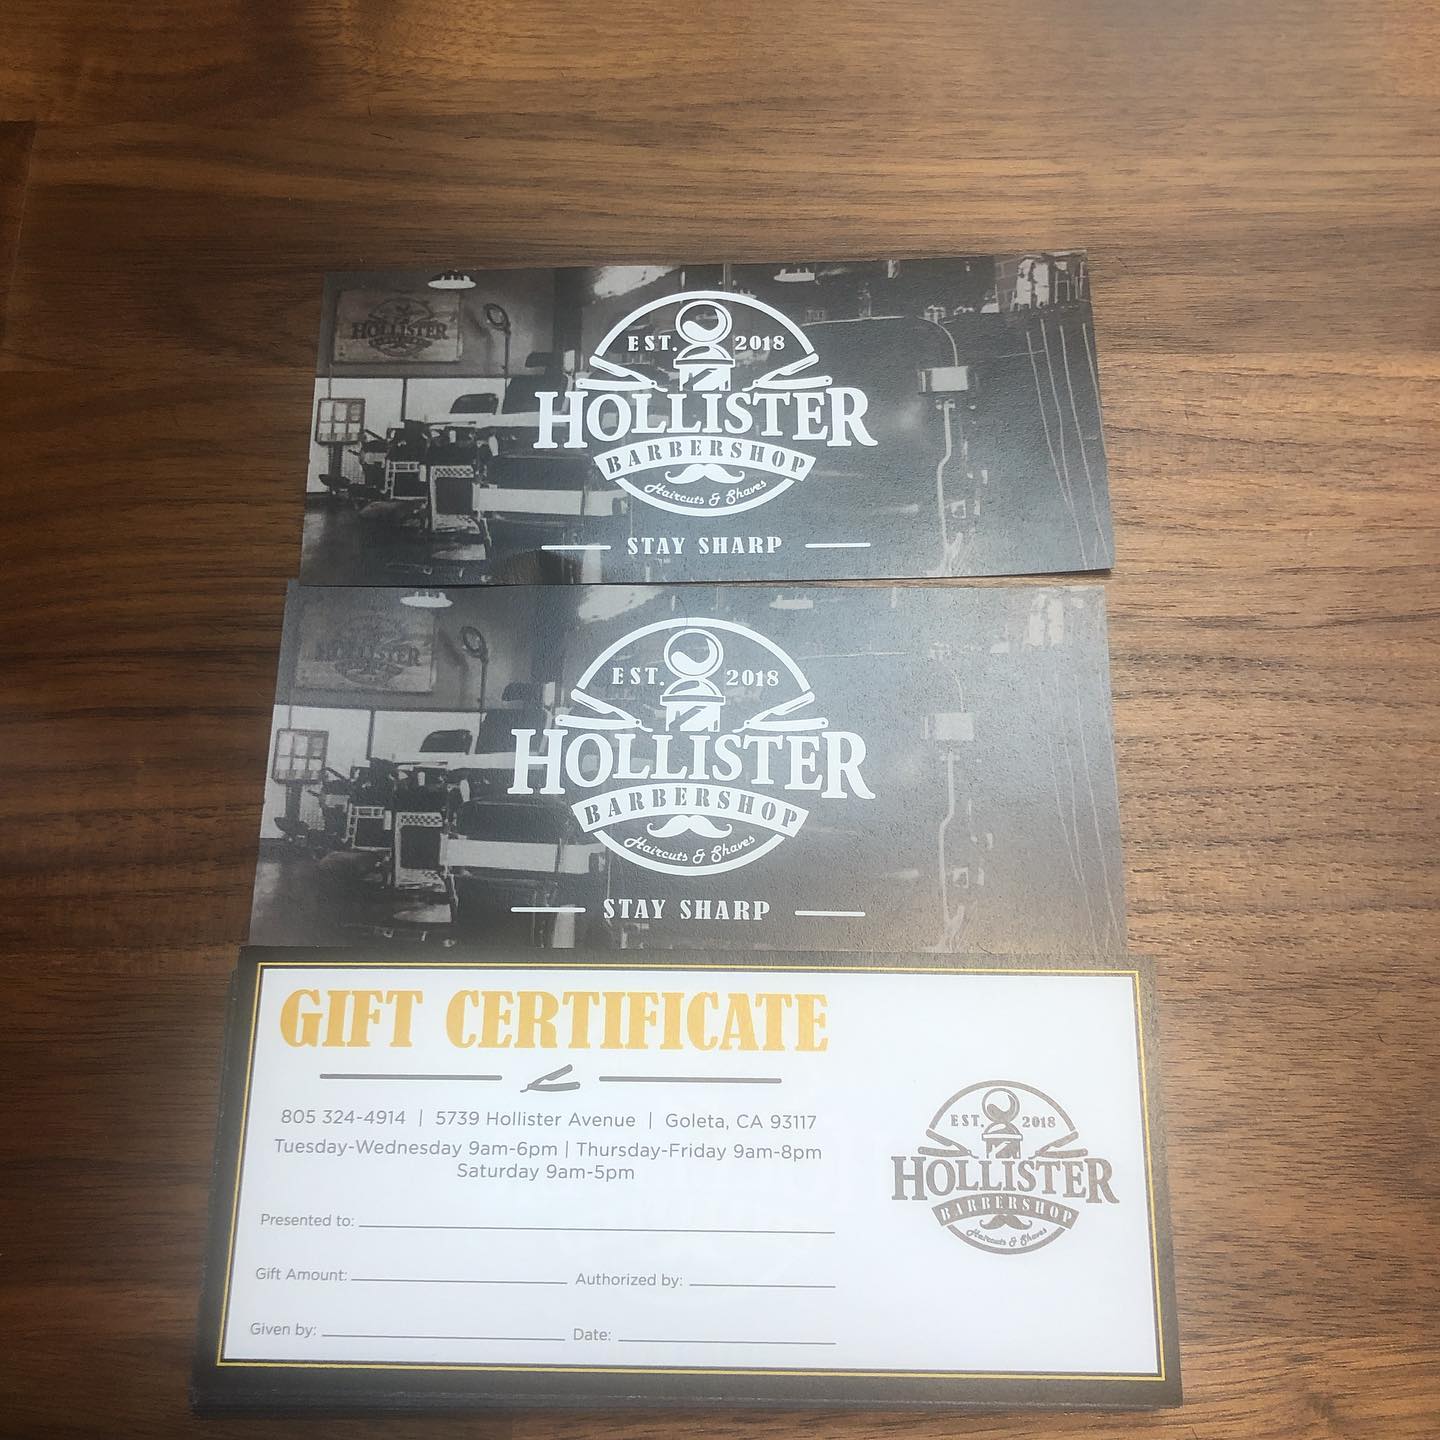 HOLLISTER
EST. 2018
HOLLISTER
BARBERSHOP
Haircuts & Shaves
STAY SHARP
HOLLISTER
EST. 2018
HOLLISTER
BARBERSHOP
Haircuts & Shaves
STAY SHARP
GIFT CERTIFICATE
805 324-4914 | 5739 Hollister Avenue | Goleta, CA 93117
Tuesday-Wednesday 9am-6pm | Thursday-Friday 9am-8pm
Saturday 9am-5pm
Presented to:
Gift Amount: Authorized by:
Given by: Date:
EST. 2018
HOLLISTER
BARBERSHOP
Haircuts & Shaves